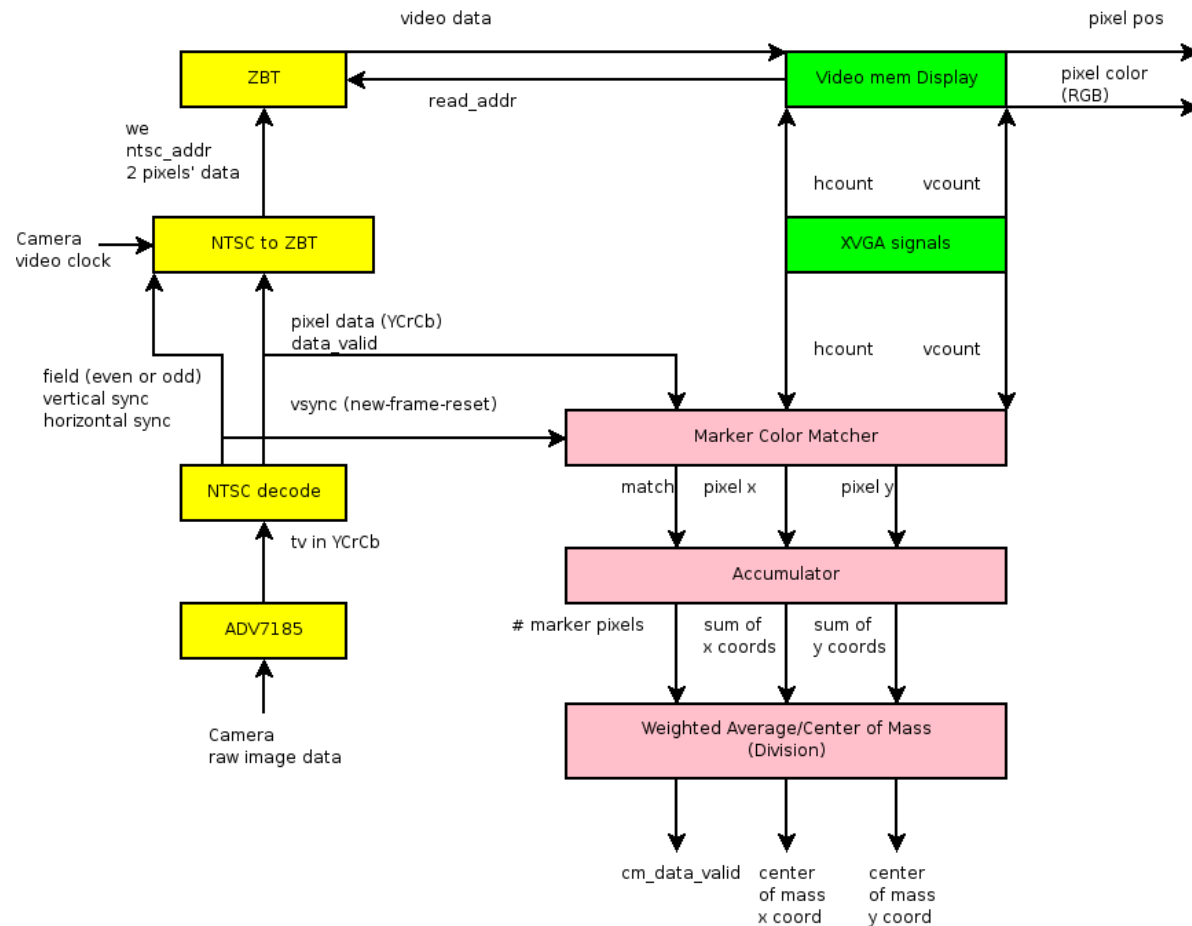 video data
pixel pos
ZBT
Video mem Display
pixel color
(RGB)
read_addr
we
ntsc_addr
2 pixels' data
hcount
vcount
Camera
video clock
NTSC to ZBT
XVGA signals
pixel data (YCrCb)
data_valid
hcount
vcount
field (even or odd)
vertical sync
horizontal sync
vsync (new-frame-reset)
Marker Color Matcher
NTSC decode
match
pixel x
pixel y
tv in YCrCb
Accumulator
ADV7185
# marker pixels
sum of
x coords
sum of
y coords
Camera
raw image data
Weighted Average/Center of Mass
(Division)
cm_data_valid
center
of mass
x coord
center
of mass
y coord